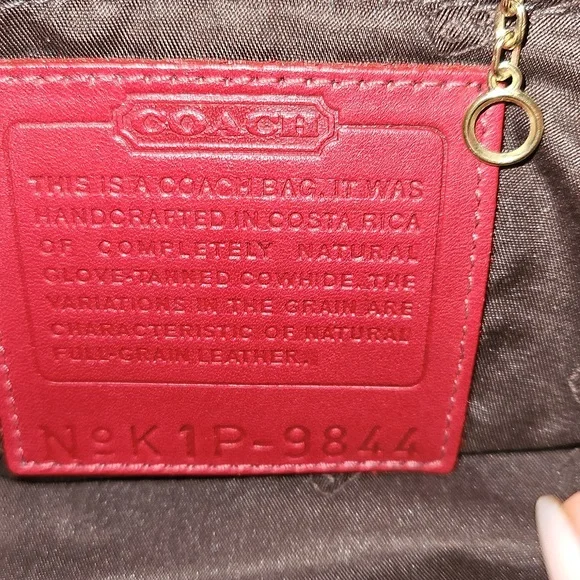 COACH
THIS IS A COACH BAG. IT WAS
HANDCRAFTED IN COSTA RICA
OF COMPLETELY NATURAL
GLOVE-TANNED COWHIDE. THE
VARIATIONS IN THE GRAIN ARE
CHARACTERISTIC OF NATURAL
FULL-GRAIN LEATHER.
No K1P-9844